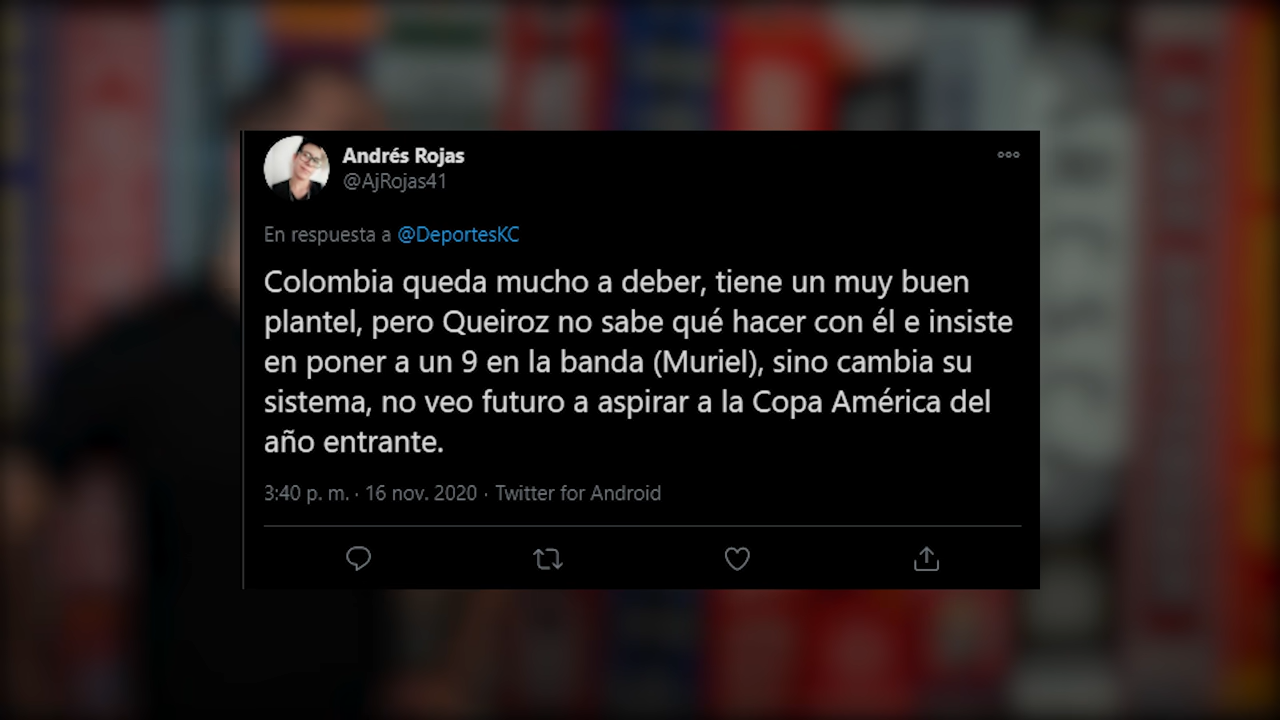 Andrés Rojas
@AjRojas41
En respuesta a @DeportesKC
Colombia queda mucho a deber, tiene un muy buen
plantel, pero Queiroz no sabe qué hacer con él e insiste
en poner a un 9 en la banda (Muriel), sino cambia su
sistema, no veo futuro a aspirar a la Copa América del
año entrante.
3:40 p. m. · 16 nov. 2020 · Twitter for Android